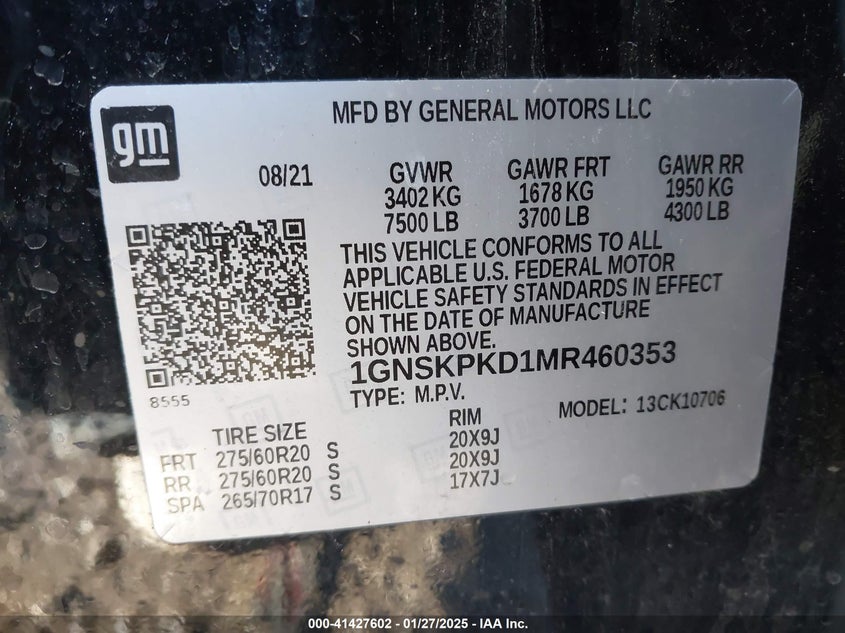 gm
MFD BY GENERAL MOTORS LLC
08/21
GVWR GAWR FRT GAWR RR
3402 KG 1678 KG 1950 KG
7500 LB 3700 LB 4300 LB
THIS VEHICLE CONFORMS TO ALL
APPLICABLE U.S. FEDERAL MOTOR
VEHICLE SAFETY STANDARDS IN EFFECT
ON THE DATE OF MANUFACTURE
SHOWN ABOVE.
1GNSKPKD1MR460353
8555
TYPE: M.P.V. MODEL: 13CK10706
TIRE SIZE RIM
FRT 275/60R20 S 20X9J
RR 275/60R20 S 20X9J
SPA 265/70R17 S 17X7J
000-41427602 - 01/27/2025 - IAA Inc.